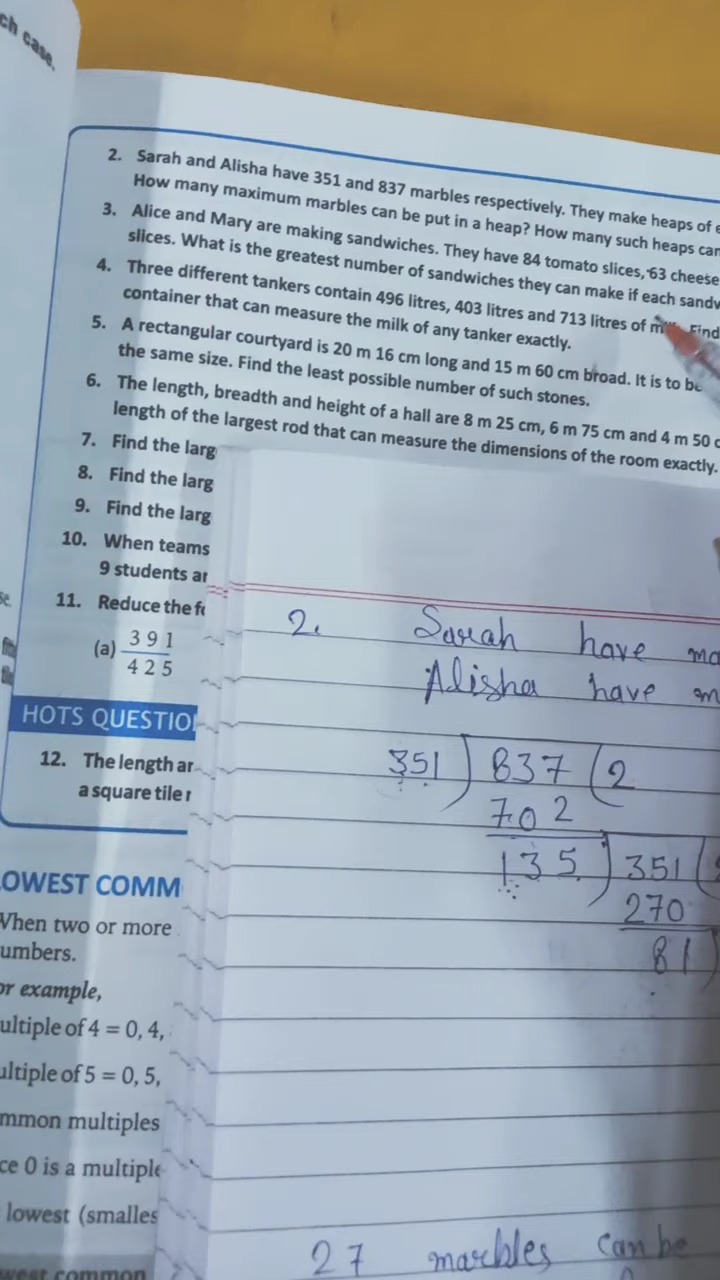 ch case.
2. Sarah and Alisha have 351 and 837 marbles respectively. They make heaps of
How many maximum marbles can be put in a heap? How many such heaps can
3. Alice and Mary are making sandwiches. They have 84 tomato slices, 63 cheese
slices. What is the greatest number of sandwiches they can make if each
4. Three different tankers contain 496 litres, 403 litres and 713 litres of Find
container that can measure the milk of any tanker exactly.
5. A rectangular courtyard is 20 m 16 cm long and 15 m 60 cm broad. It is to be
the same size. Find the least possible number of such stones.
6. The length, breadth and height of a hall are 8 m 25 cm, 6 m 75 cm and 4 m 50 c
length of the largest rod that can measure the dimensions of the room exactly.
7. Find the larg
8. Find the larg
9. Find the larg
10. When teams
9 students ar
11. Reduce the f
(a) 391
425
HOTS QUESTIO
12. The length ar
a square tile r
OWEST COMM
When two or more
umbers.
or example,
ultiple of 4 = 0, 4,
ultiple of 5 = 0, 5,
mmon multiples
ce 0 is a multiple
lowest (smalles
west common
2. Sarah have ma
Alisha have m
351 ) 837 ( 2
702
135 ) 351 (
270
81 )
27 marbles can be